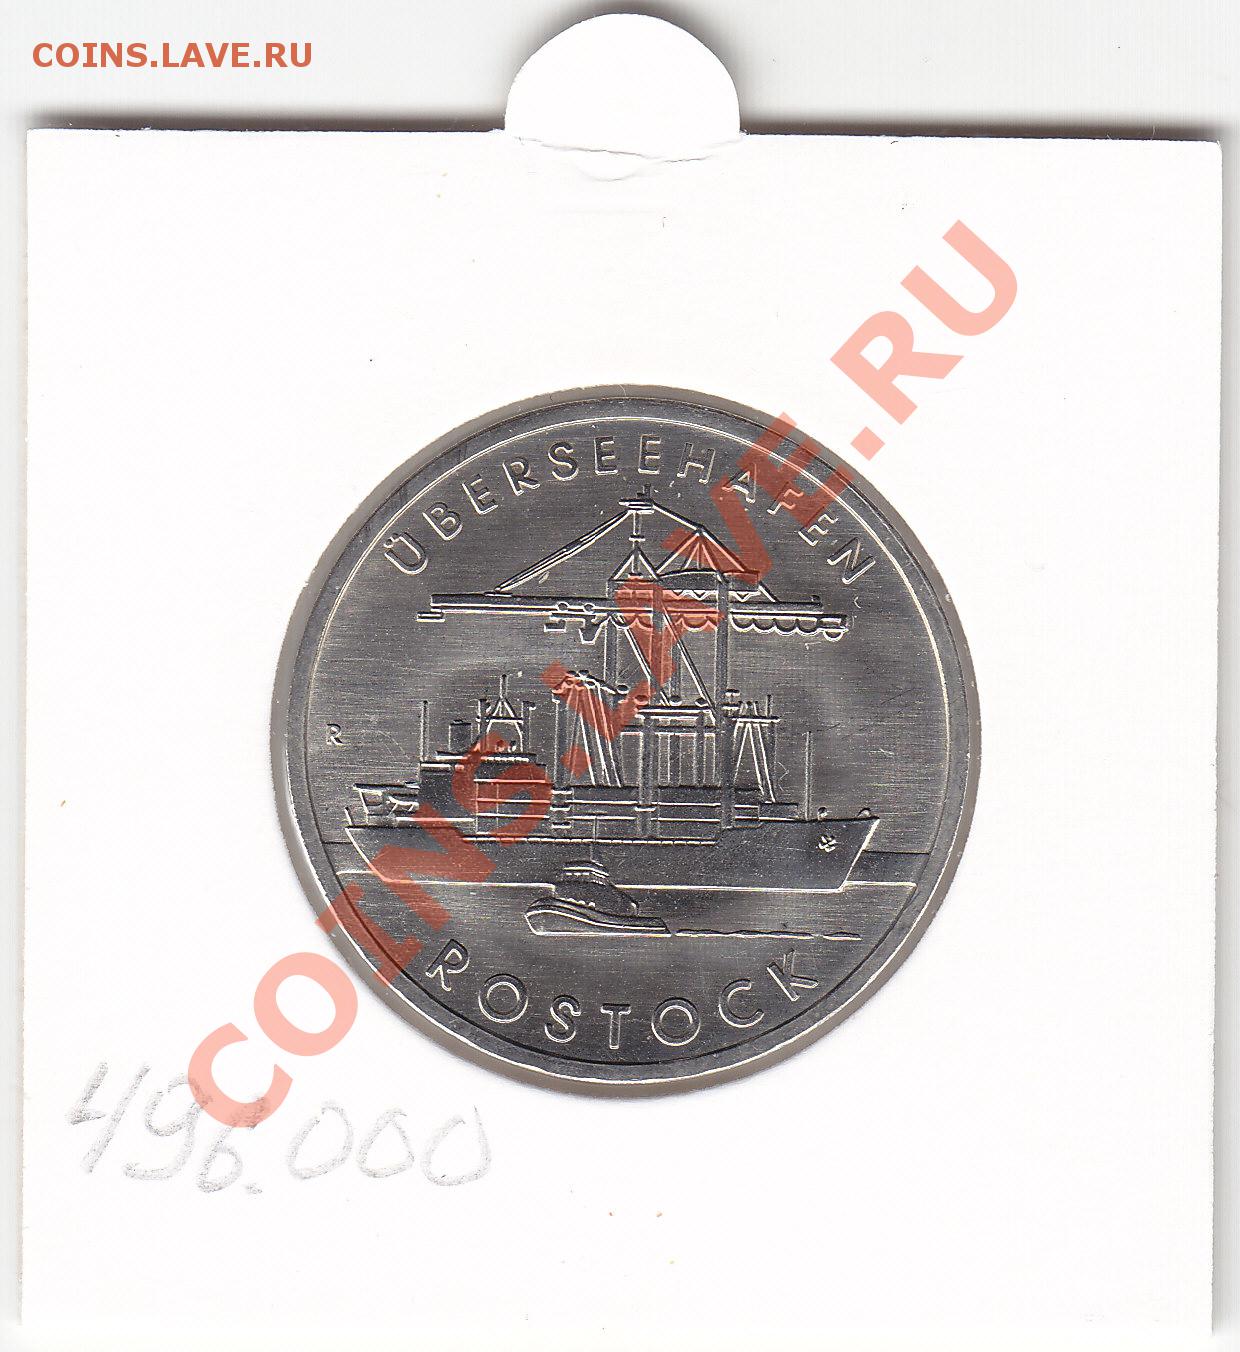 COINS.LAVE.RU
ÜBERSEEHAFEN
R
ROSTOCK
COINS.LAVE.RU
496.000